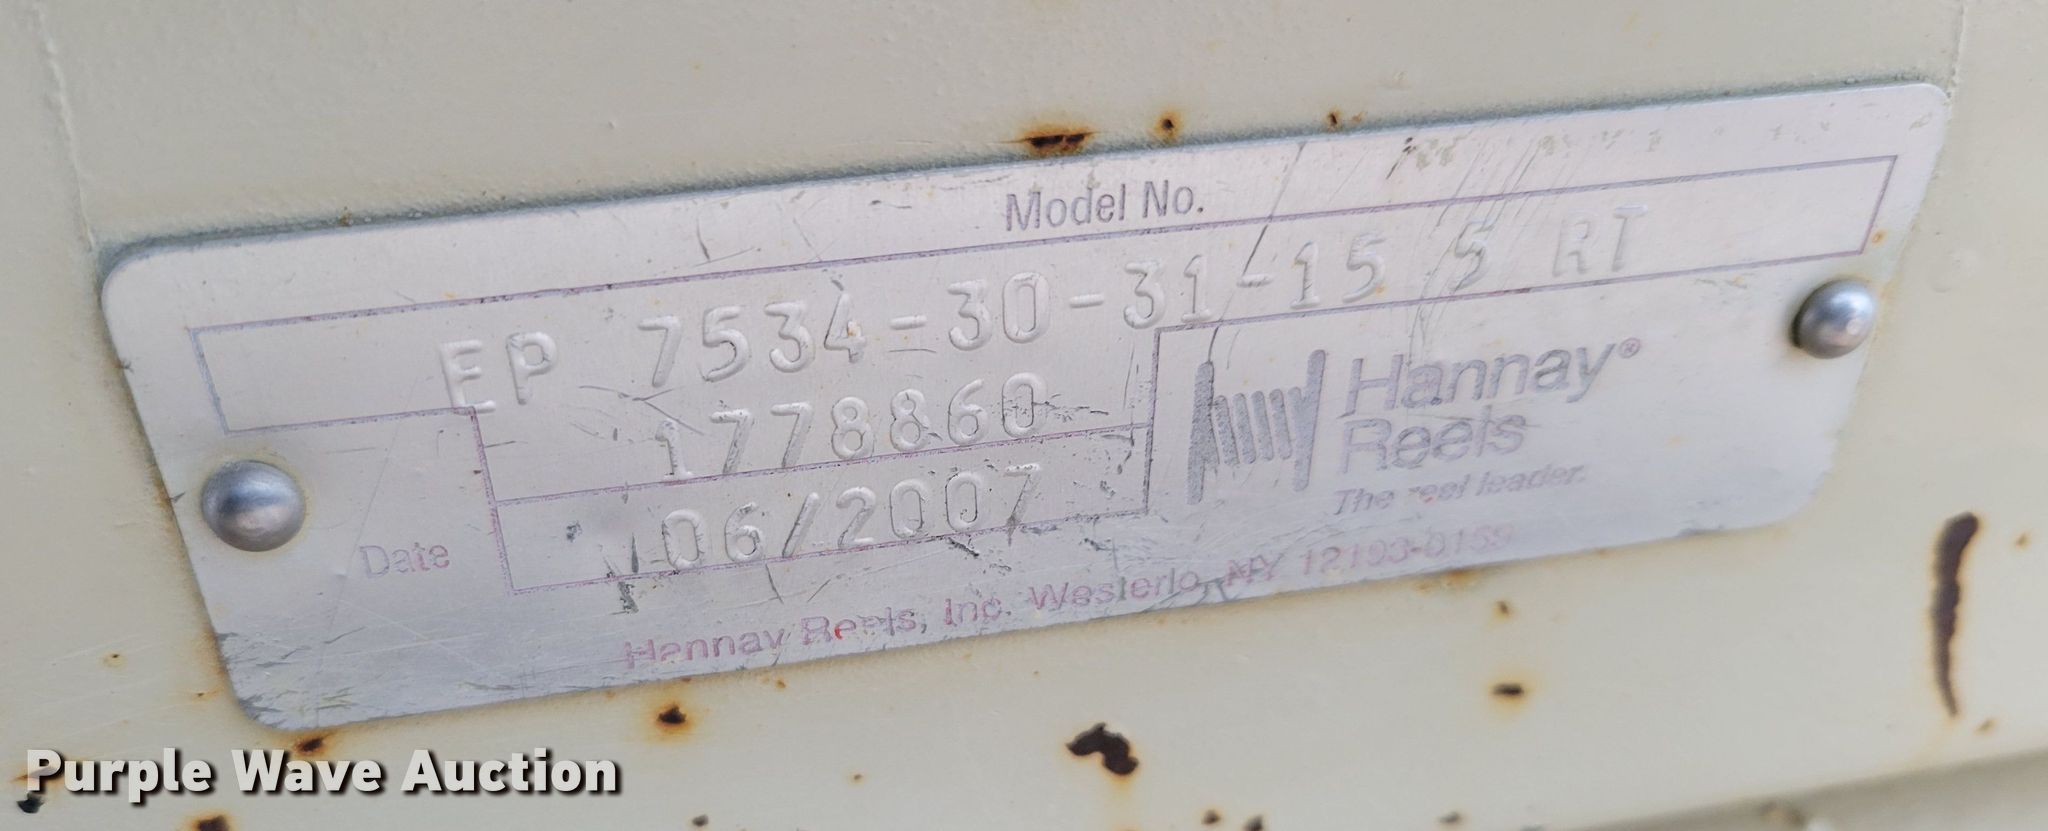 Model No.
EP 7534-30-31-15 5 RT
1778860
Date 06/2007
Hannay®
Reels
The reel leader.
Hannay Reels, Inc. Westerlo, NY 12193-0159
Purple Wave Auction